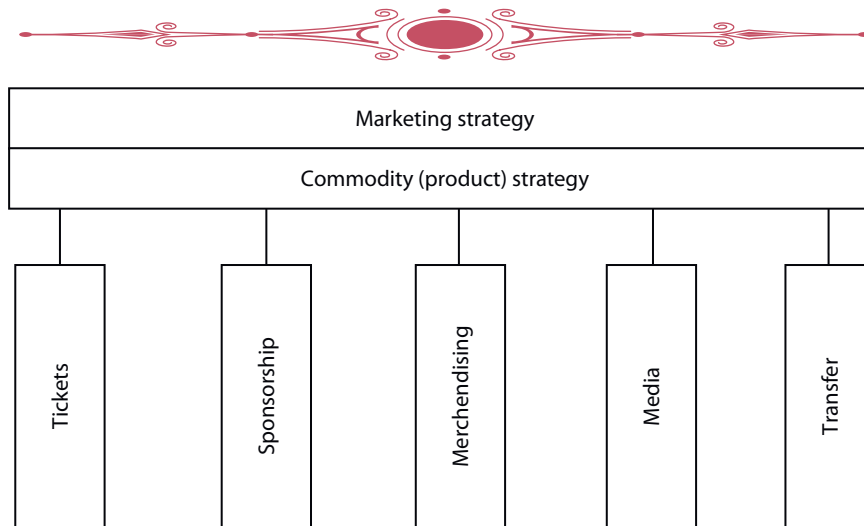 Marketing strategy
Commodity (product) strategy
Tickets
Sponsorship
Merchendising
Media
Transfer